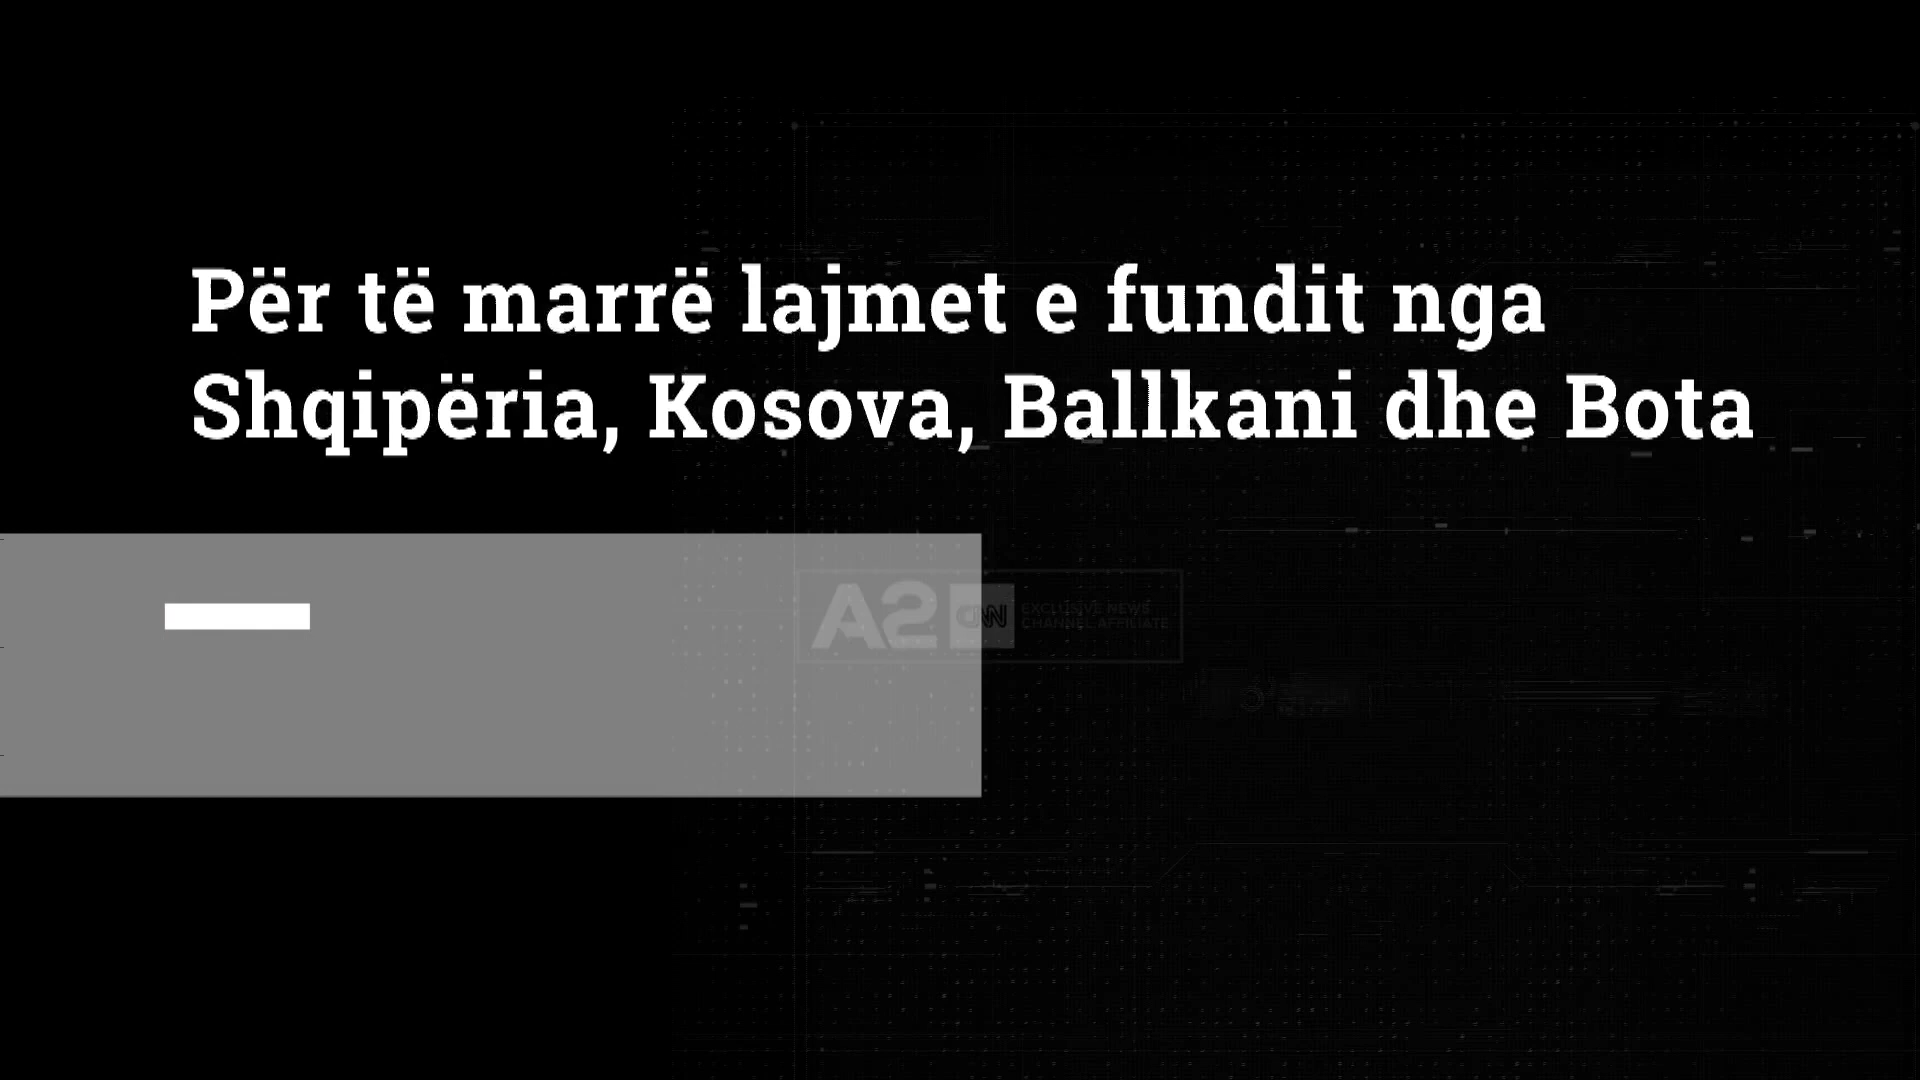 Për të marrë lajmet e fundit nga
Shqipëria, Kosova, Ballkani dhe Bota
A2 CNN EXCLUSIVE NEWS
CHANNEL AFFILIATE